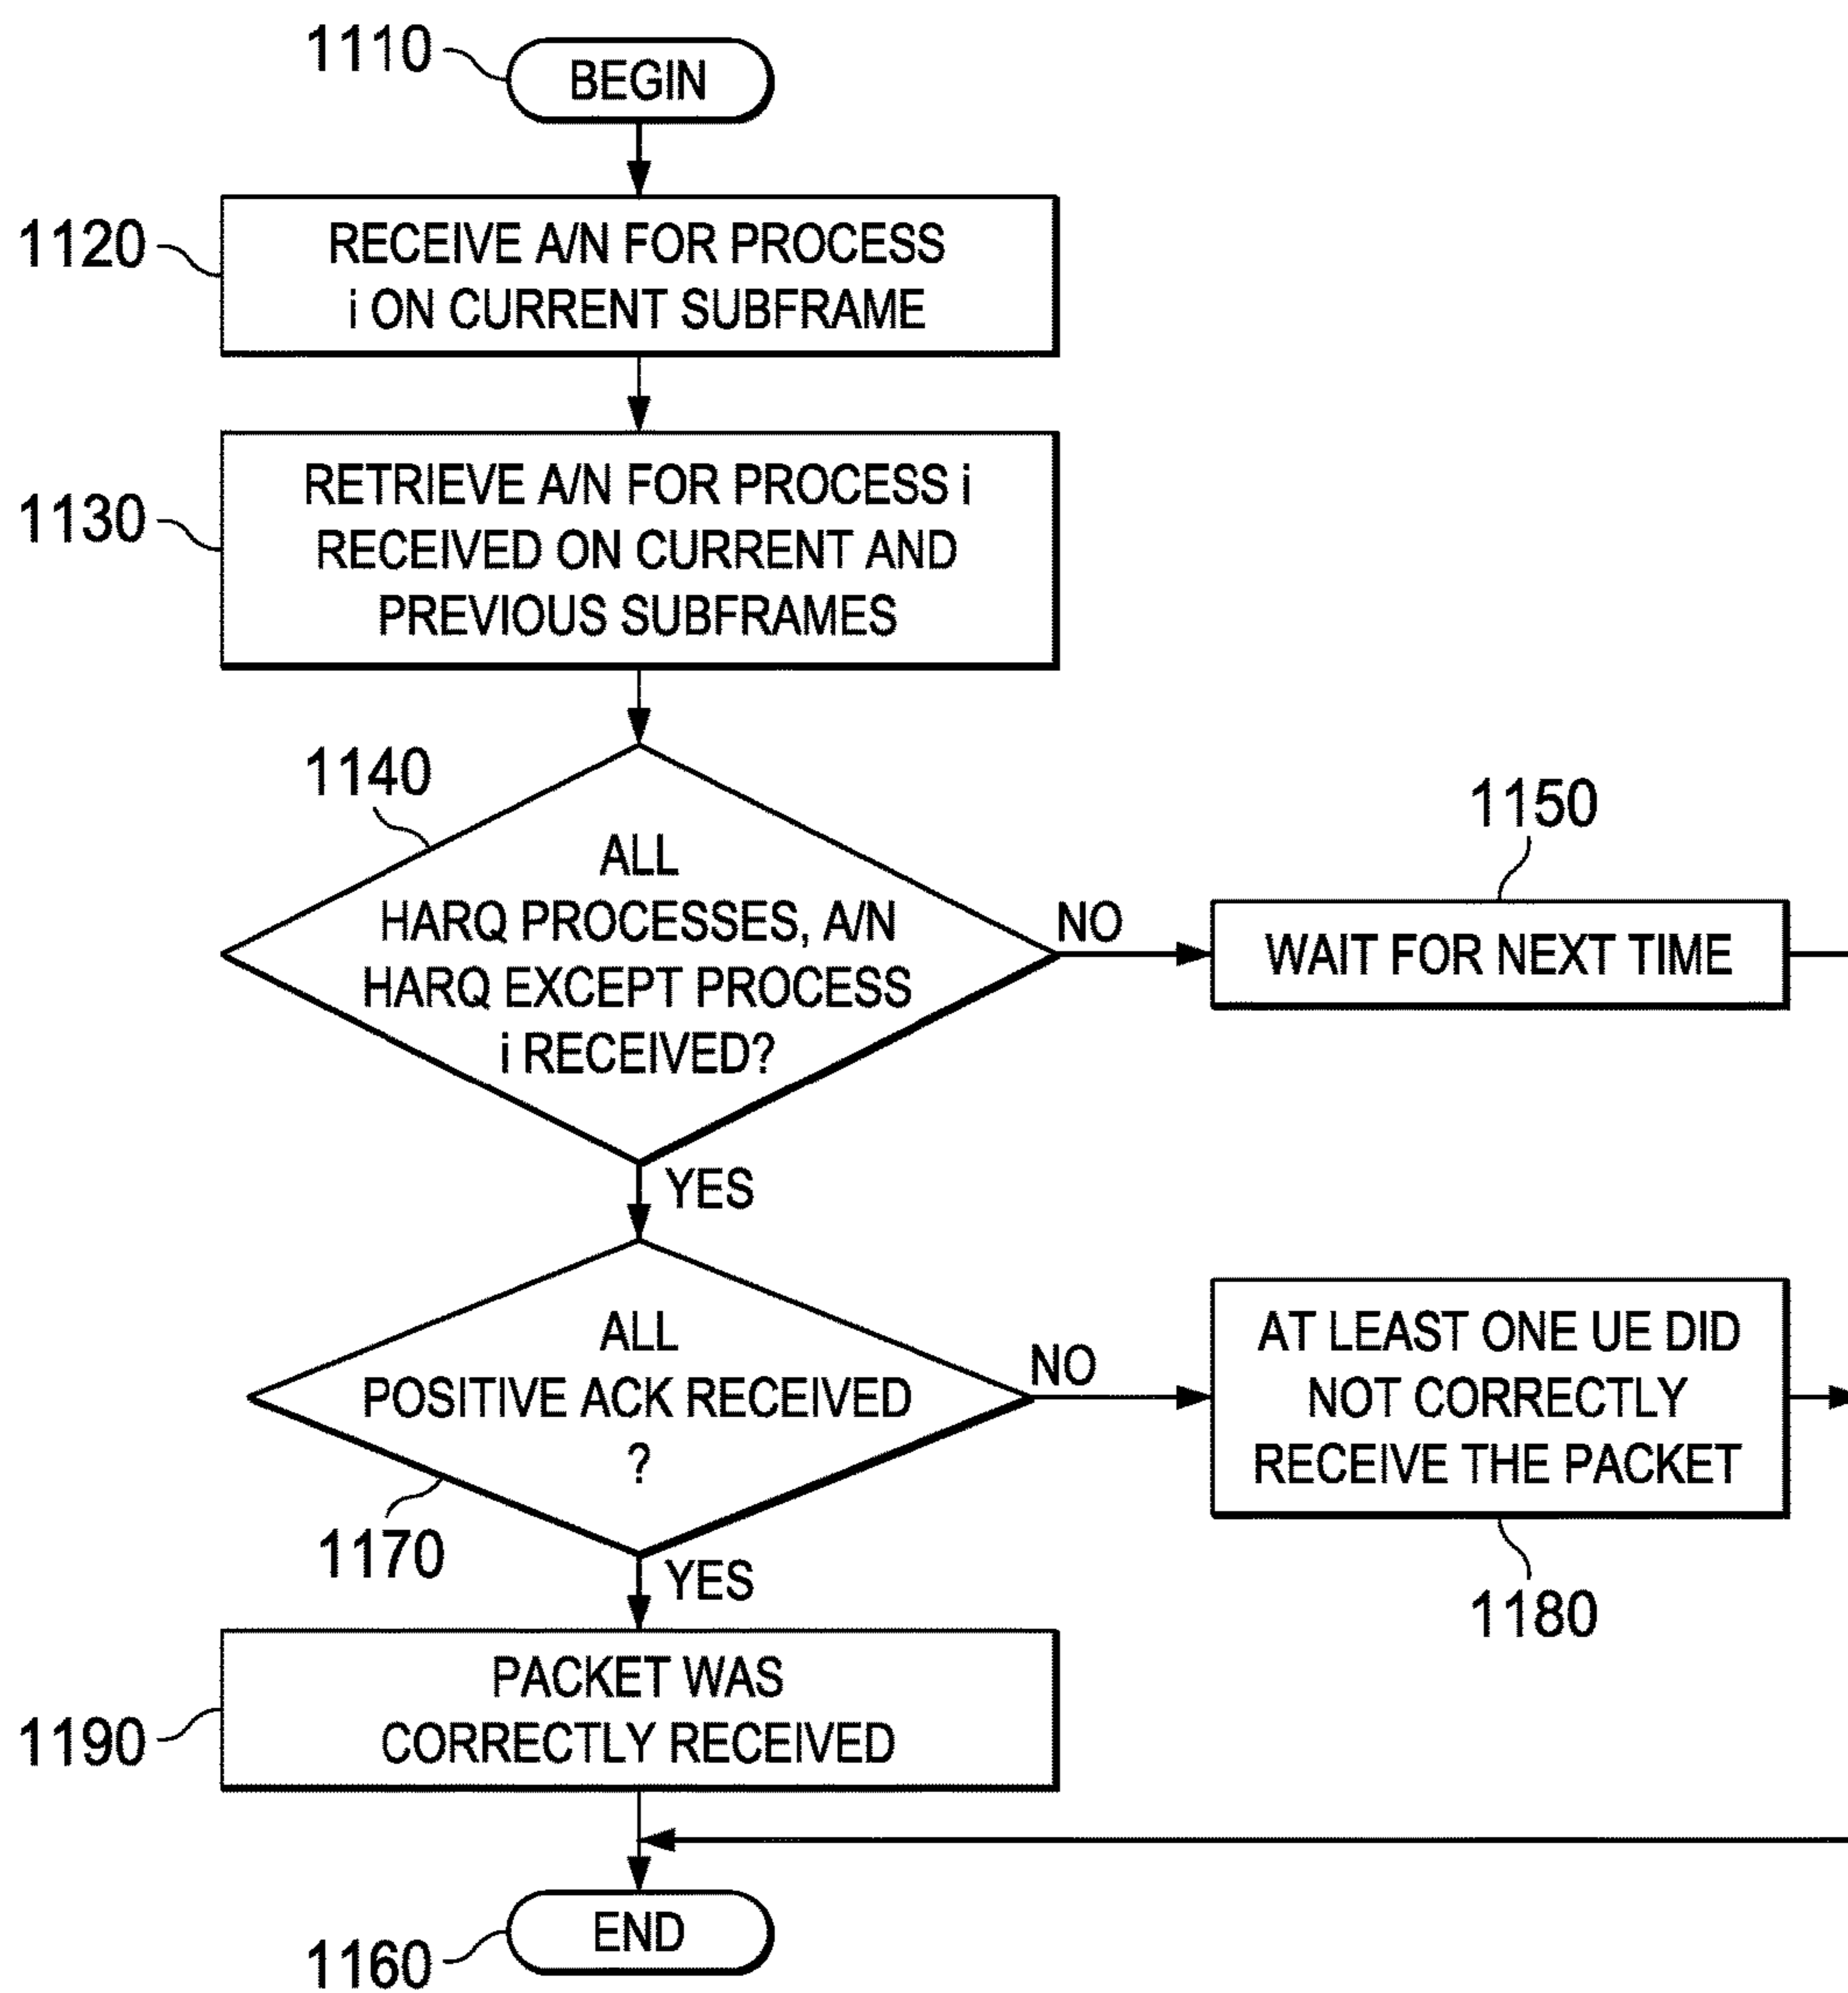 1110
BEGIN
1120
RECEIVE A/N FOR PROCESS
i ON CURRENT SUBFRAME
1130
RETRIEVE A/N FOR PROCESS i
RECEIVED ON CURRENT AND
PREVIOUS SUBFRAMES
1140
ALL
HARQ PROCESSES, A/N
HARQ EXCEPT PROCESS
i RECEIVED?
NO
1150
WAIT FOR NEXT TIME
YES
ALL
POSITIVE ACK RECEIVED
?
1170
NO
AT LEAST ONE UE DID
NOT CORRECTLY
RECEIVE THE PACKET
1180
YES
PACKET WAS
CORRECTLY RECEIVED
1190
END
1160